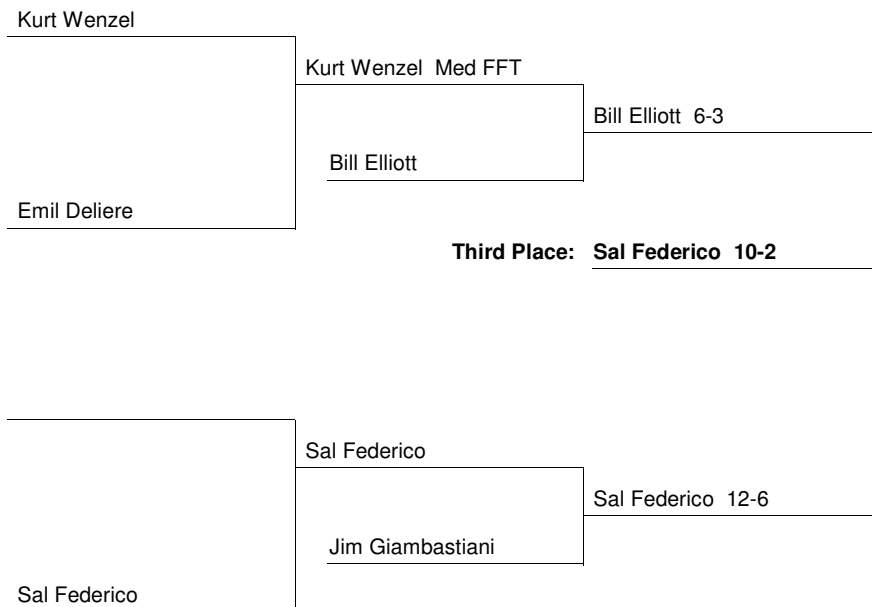 Kurt Wenzel
Kurt Wenzel  Med FFT
Bill Elliott  6-3
Bill Elliott
Emil Deliere
Third Place:  Sal Federico  10-2
Sal Federico
Sal Federico  12-6
Jim Giambastiani
Sal Federico